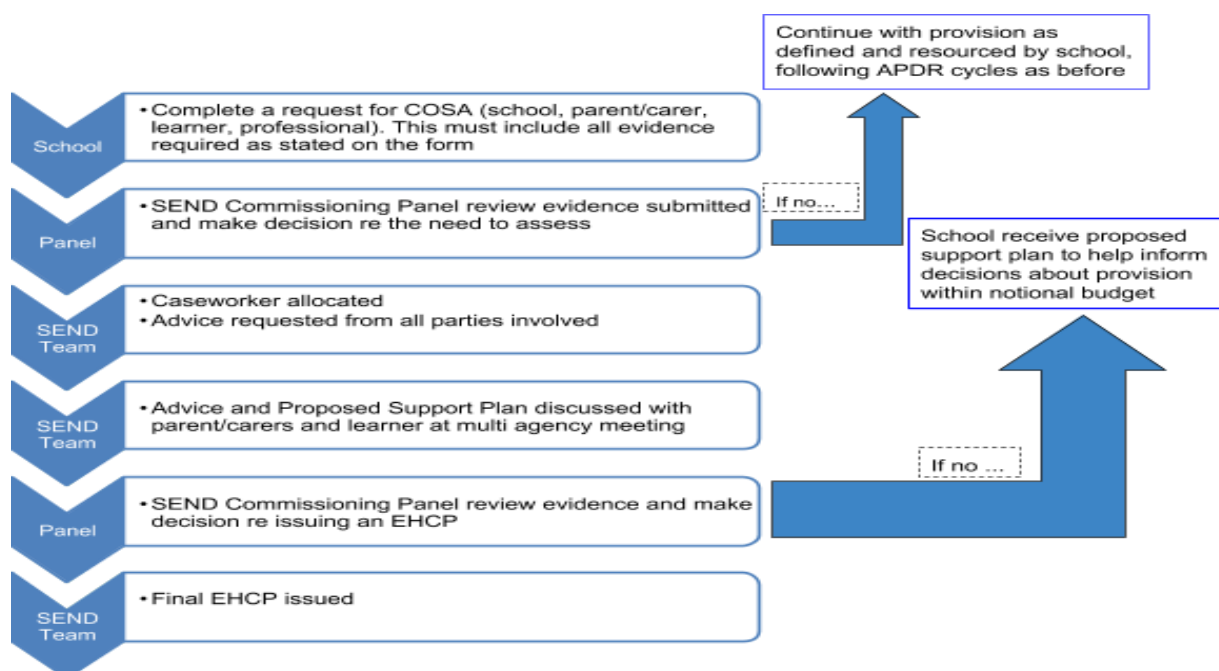 Continue with provision as
defined and resourced by school,
following APDR cycles as before
School
•Complete a request for COSA (school, parent/carer,
learner, professional). This must include all evidence
required as stated on the form
Panel
•SEND Commissioning Panel review evidence submitted
and make decision re the need to assess
If no...
School receive proposed
support plan to help inform
decisions about provision
within notional budget
SEND
Team
•Caseworker allocated
•Advice requested from all parties involved
SEND
Team
•Advice and Proposed Support Plan discussed with
parent/carers and learner at multi agency meeting
If no ...
Panel
•SEND Commissioning Panel review evidence and make
decision re issuing an EHCP
SEND
Team
•Final EHCP issued